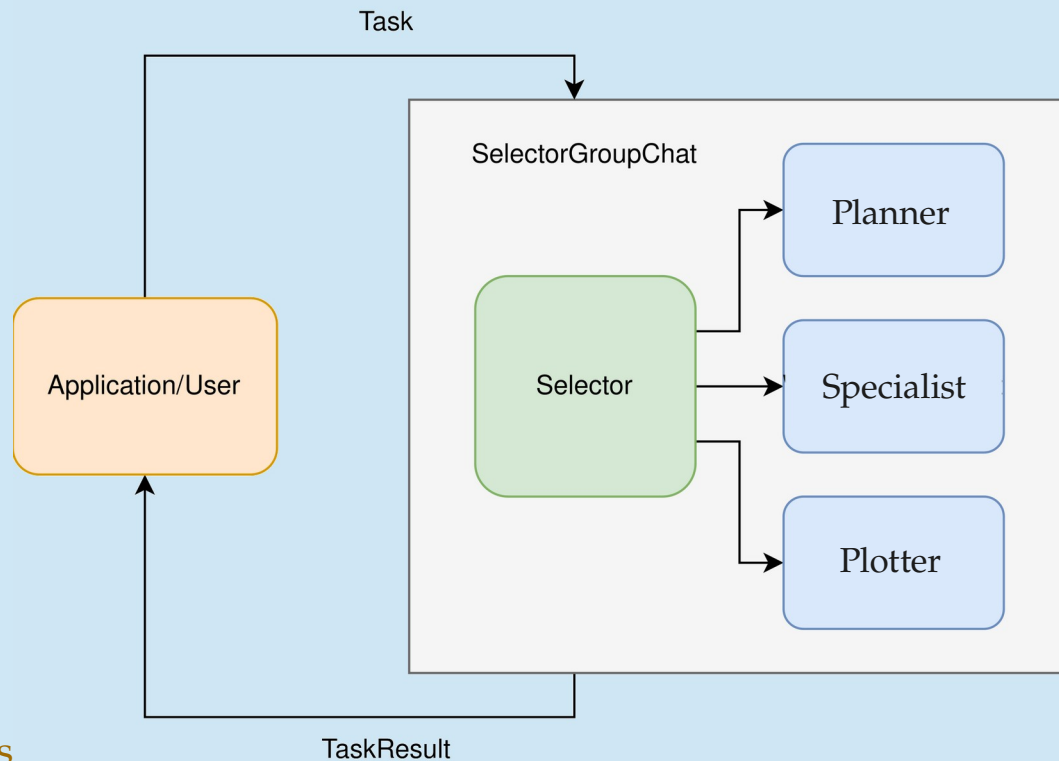 Task
SelectorGroupChat
Planner
Application/User
Selector
Specialist
Plotter
TaskResult